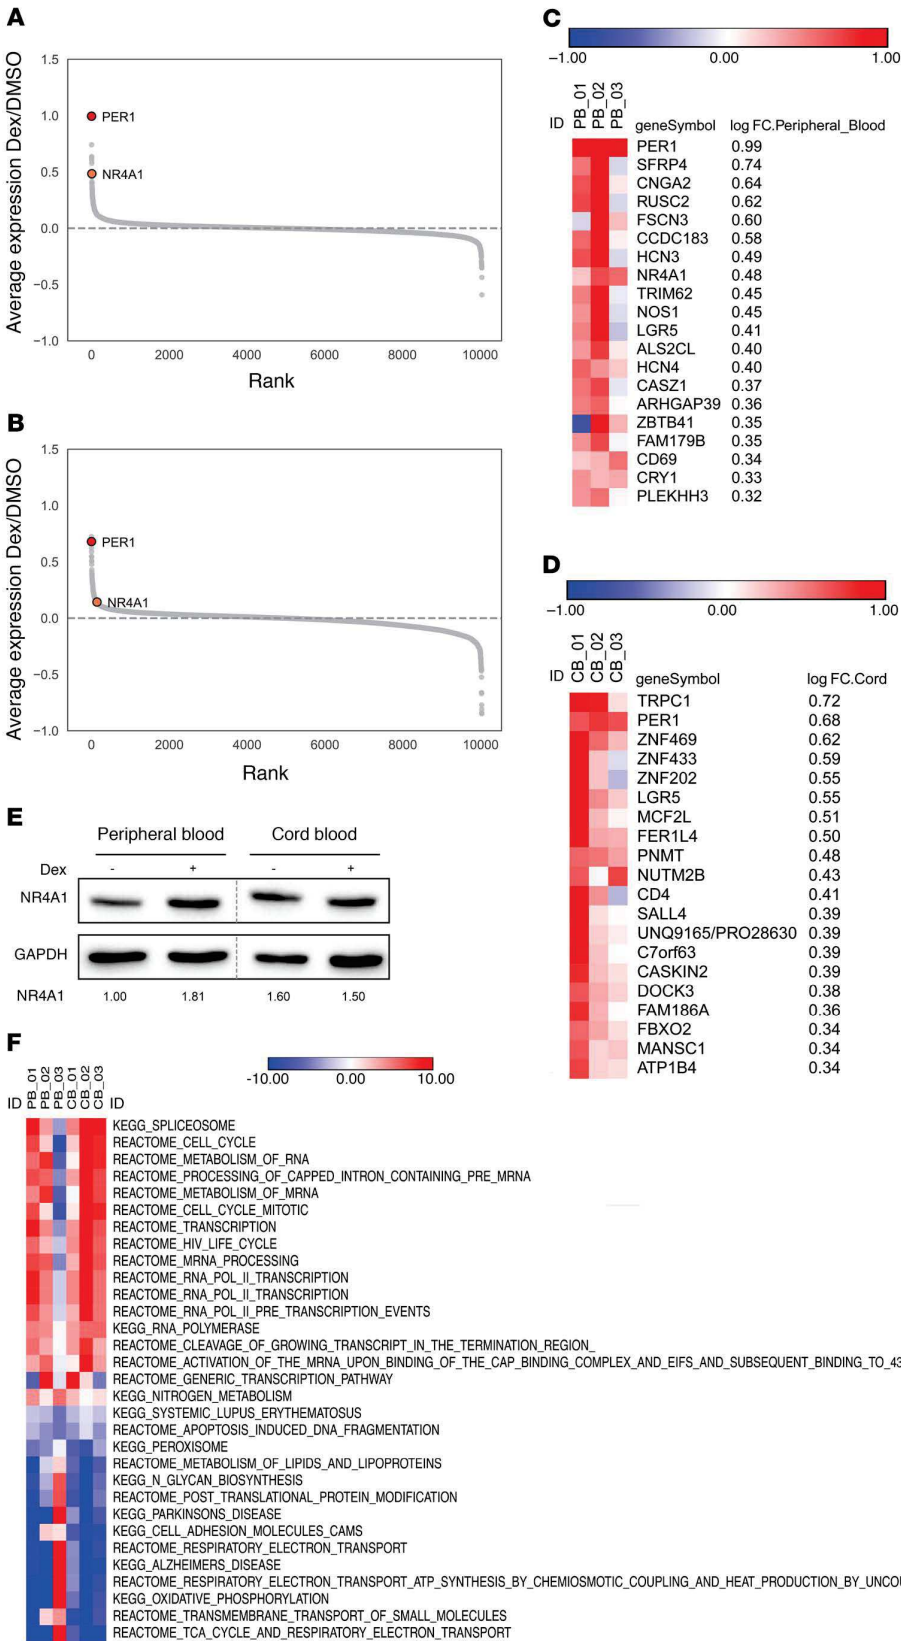 A
Average expression Dex/DMSO
1.5
1.0
0.5
0.0
−0.5
−1.0
PER1
NR4A1
0
2000
4000
6000
8000
10000
Rank
B
Average expression Dex/DMSO
1.5
1.0
0.5
0.0
−0.5
−1.0
PER1
NR4A1
0
2000
4000
6000
8000
10000
Rank
C
−1.00 0.00 1.00
ID PB_01 PB_02 PB_03 geneSymbol log FC.Peripheral_Blood
PER1 0.99
SFRP4 0.74
CNGA2 0.64
RUSC2 0.62
FSCN3 0.60
CCDC183 0.58
HCN3 0.49
NR4A1 0.48
TRIM62 0.45
NOS1 0.45
LGR5 0.41
ALS2CL 0.40
HCN4 0.40
CASZ1 0.37
ARHGAP39 0.36
ZBTB41 0.35
FAM179B 0.35
CD69 0.34
CRY1 0.33
PLEKHH3 0.32
D
−1.00 0.00 1.00
ID CB_01 CB_02 CB_03 geneSymbol log FC.Cord
TRPC1 0.72
PER1 0.68
ZNF469 0.62
ZNF433 0.59
ZNF202 0.55
LGR5 0.55
MCF2L 0.51
FER1L4 0.50
PNMT 0.48
NUTM2B 0.43
CD4 0.41
SALL4 0.39
UNQ9165/PRO28630 0.39
C7orf63 0.39
CASKIN2 0.39
DOCK3 0.38
FAM186A 0.36
FBXO2 0.34
MANSC1 0.34
ATP1B4 0.34
E
Peripheral blood Cord blood
Dex - + - +
NR4A1
GAPDH
NR4A1 1.00 1.81 1.60 1.50
F
-10.00 0.00 10.00
ID PB_01 PB_02 PB_03 CB_01 CB_02 CB_03 ID
KEGG_SPLICEOSOME
REACTOME_CELL_CYCLE
REACTOME_METABOLISM_OF_RNA
REACTOME_PROCESSING_OF_CAPPED_INTRON_CONTAINING_PRE_MRNA
REACTOME_METABOLISM_OF_MRNA
REACTOME_CELL_CYCLE_MITOTIC
REACTOME_TRANSCRIPTION
REACTOME_HIV_LIFE_CYCLE
REACTOME_MRNA_PROCESSING
REACTOME_RNA_POL_II_TRANSCRIPTION
REACTOME_RNA_POL_II_TRANSCRIPTION
REACTOME_RNA_POL_II_PRE_TRANSCRIPTION_EVENTS
KEGG_RNA_POLYMERASE
REACTOME_CLEAVAGE_OF_GROWING_TRANSCRIPT_IN_THE_TERMINATION_REGION_
REACTOME_ACTIVATION_OF_THE_MRNA_UPON_BINDING_OF_THE_CAP_BINDING_COMPLEX_AND_EIFS_AND_SUBSEQUENT_BINDING_TO_43
REACTOME_GENERIC_TRANSCRIPTION_PATHWAY
KEGG_NITROGEN_METABOLISM
KEGG_SYSTEMIC_LUPUS_ERYTHEMATOSUS
REACTOME_APOPTOSIS_INDUCED_DNA_FRAGMENTATION
KEGG_PEROXISOME
REACTOME_METABOLISM_OF_LIPIDS_AND_LIPOPROTEINS
KEGG_N_GLYCAN_BIOSYNTHESIS
REACTOME_POST_TRANSLATIONAL_PROTEIN_MODIFICATION
KEGG_PARKINSONS_DISEASE
KEGG_CELL_ADHESION_MOLECULES_CAMS
REACTOME_RESPIRATORY_ELECTRON_TRANSPORT
KEGG_ALZHEIMERS_DISEASE
REACTOME_RESPIRATORY_ELECTRON_TRANSPORT_ATP_SYNTHESIS_BY_CHEMIOSMOTIC_COUPLING_AND_HEAT_PRODUCTION_BY_UNCOU
KEGG_OXIDATIVE_PHOSPHORYLATION
REACTOME_TRANSMEMBRANE_TRANSPORT_OF_SMALL_MOLECULES
REACTOME_TCA_CYCLE_AND_RESPIRATORY_ELECTRON_TRANSPORT